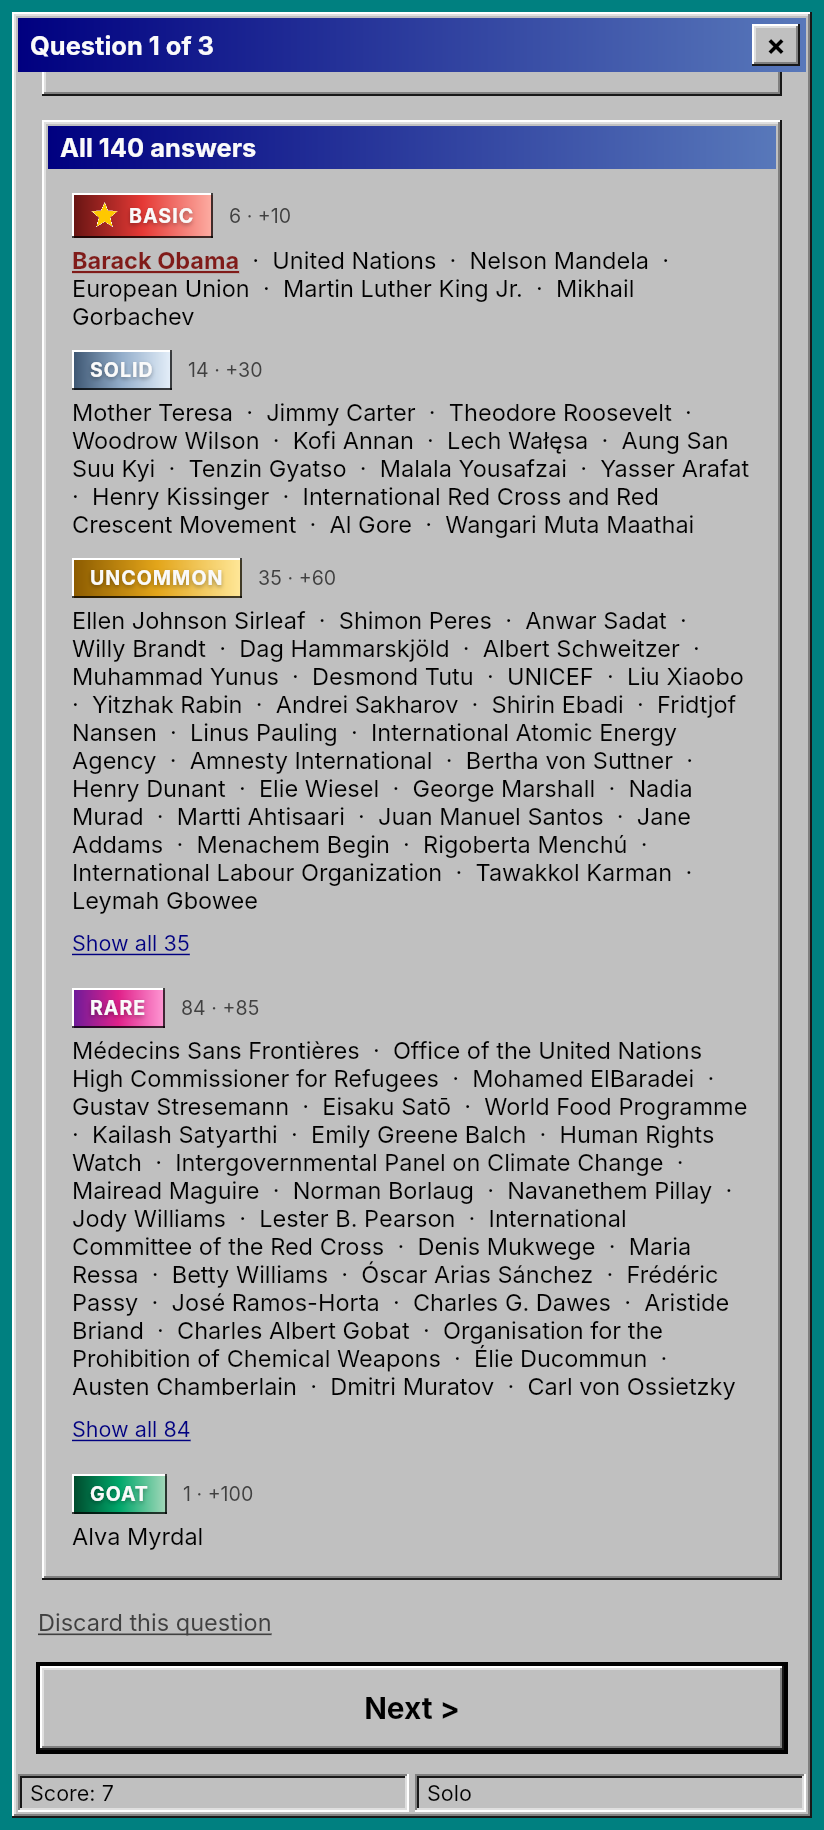 Question 1 of 3
×
All 140 answers
BASIC 6 · +10
Barack Obama · United Nations · Nelson Mandela ·
European Union · Martin Luther King Jr. · Mikhail
Gorbachev
SOLID 14 · +30
Mother Teresa · Jimmy Carter · Theodore Roosevelt ·
Woodrow Wilson · Kofi Annan · Lech Wałęsa · Aung San
Suu Kyi · Tenzin Gyatso · Malala Yousafzai · Yasser Arafat
· Henry Kissinger · International Red Cross and Red
Crescent Movement · Al Gore · Wangari Muta Maathai
UNCOMMON 35 · +60
Ellen Johnson Sirleaf · Shimon Peres · Anwar Sadat ·
Willy Brandt · Dag Hammarskjöld · Albert Schweitzer ·
Muhammad Yunus · Desmond Tutu · UNICEF · Liu Xiaobo
· Yitzhak Rabin · Andrei Sakharov · Shirin Ebadi · Fridtjof
Nansen · Linus Pauling · International Atomic Energy
Agency · Amnesty International · Bertha von Suttner ·
Henry Dunant · Elie Wiesel · George Marshall · Nadia
Murad · Martti Ahtisaari · Juan Manuel Santos · Jane
Addams · Menachem Begin · Rigoberta Menchú ·
International Labour Organization · Tawakkol Karman ·
Leymah Gbowee
Show all 35
RARE 84 · +85
Médecins Sans Frontières · Office of the United Nations
High Commissioner for Refugees · Mohamed ElBaradei ·
Gustav Stresemann · Eisaku Satō · World Food Programme
· Kailash Satyarthi · Emily Greene Balch · Human Rights
Watch · Intergovernmental Panel on Climate Change ·
Mairead Maguire · Norman Borlaug · Navanethem Pillay ·
Jody Williams · Lester B. Pearson · International
Committee of the Red Cross · Denis Mukwege · Maria
Ressa · Betty Williams · Óscar Arias Sánchez · Frédéric
Passy · José Ramos-Horta · Charles G. Dawes · Aristide
Briand · Charles Albert Gobat · Organisation for the
Prohibition of Chemical Weapons · Élie Ducommun ·
Austen Chamberlain · Dmitri Muratov · Carl von Ossietzky
Show all 84
GOAT 1 · +100
Alva Myrdal
Discard this question
Next >
Score: 7
Solo